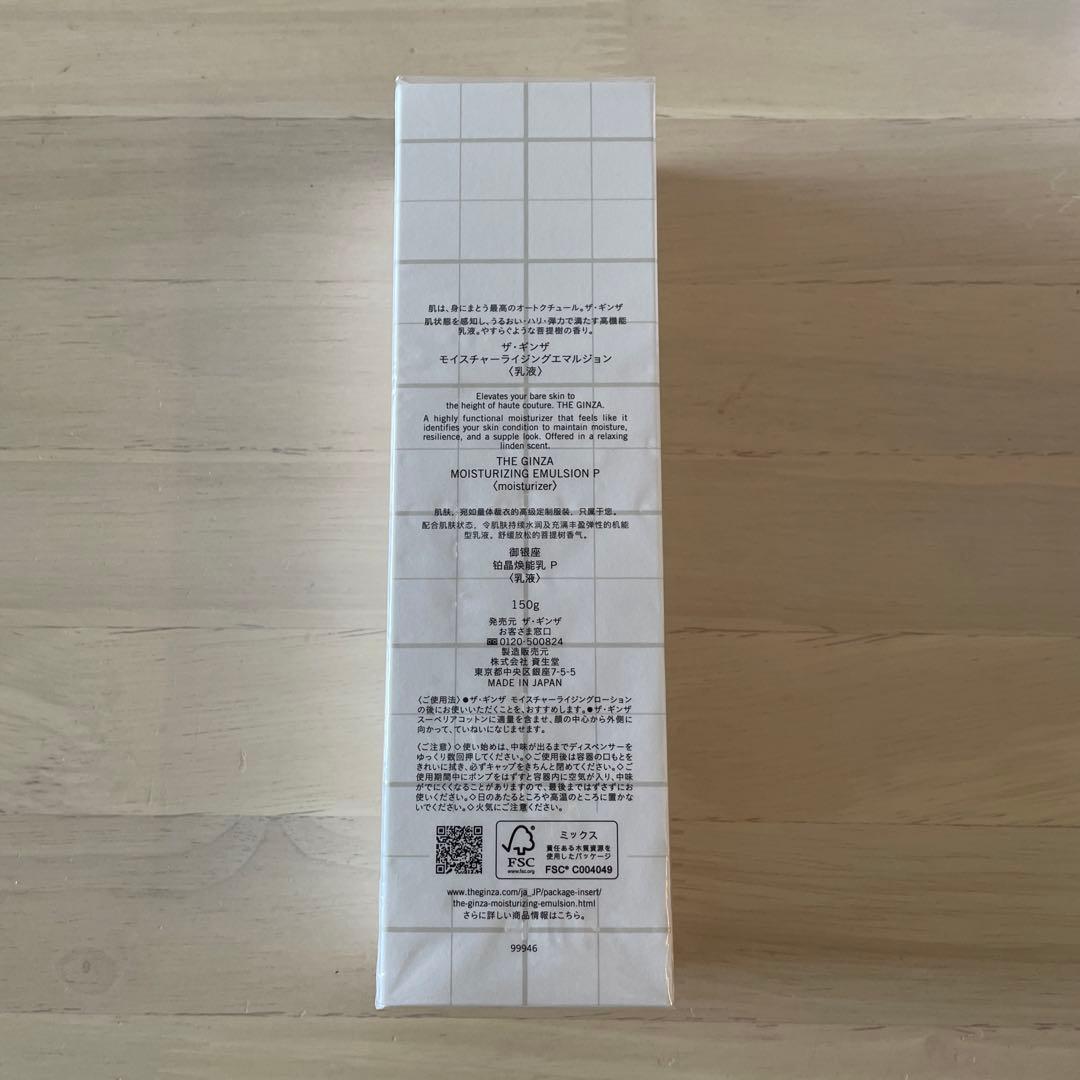 肌は、身にまとう最高のオートクチュール。ザ・ギンザ
肌状態を感知し、うるおい・ハリ・弾力で満たす高機能
乳液。やすらぐような菩提樹の香り。
ザ・ギンザ
モイスチャーライジングエマルジョン
〈乳液〉
Elevates your bare skin to
the height of haute couture. THE GINZA.
A highly functional moisturizer that feels like it
identifies your skin condition to maintain moisture,
resilience, and a supple look. Offered in a relaxing
linden scent.
THE GINZA
MOISTURIZING EMULSION P
〈moisturizer〉
肌肤，宛如量体裁衣的高级定制服装，只属于您。
配合肌肤状态，令肌肤持续水润及充满丰盈弹性的机能
型乳液。舒缓放松的菩提树香气。
御银座
铂晶焕能乳 P
〈乳液〉
150g
発売元 ザ・ギンザ
お客さま窓口
0120-500824
製造販売元
株式会社 資生堂
東京都中央区銀座7-5-5
MADE IN JAPAN
〈ご使用法〉●ザ・ギンザ モイスチャーライジングローション
の後にお使いいただくことを、おすすめします。●ザ・ギンザ
スーペリアコットンに適量を含ませ、顔の中心から外側に
向かって、ていねいになじませます。
〈ご注意〉◇使い始めは、中味が出るまでディスペンサーを
ゆっくり数回押してください。◇ご使用後は容器の口もとを
きれいに拭き、必ずキャップをきちんと閉めてください。◇ご
使用期間中にポンプをはずすと容器内に空気が入り、中味
がでにくくなることがありますので、最後まではずさずにお
使いください。◇日のあたるところや高温のところに置かな
いでください。◇火気にご注意ください。
FSC
www.fsc.org
ミックス
責任ある木質資源を
使用したパッケージ
FSC® C004049
www.theginza.com/ja_JP/package-insert/
the-ginza-moisturizing-emulsion.html
さらに詳しい商品情報はこちら。
99946